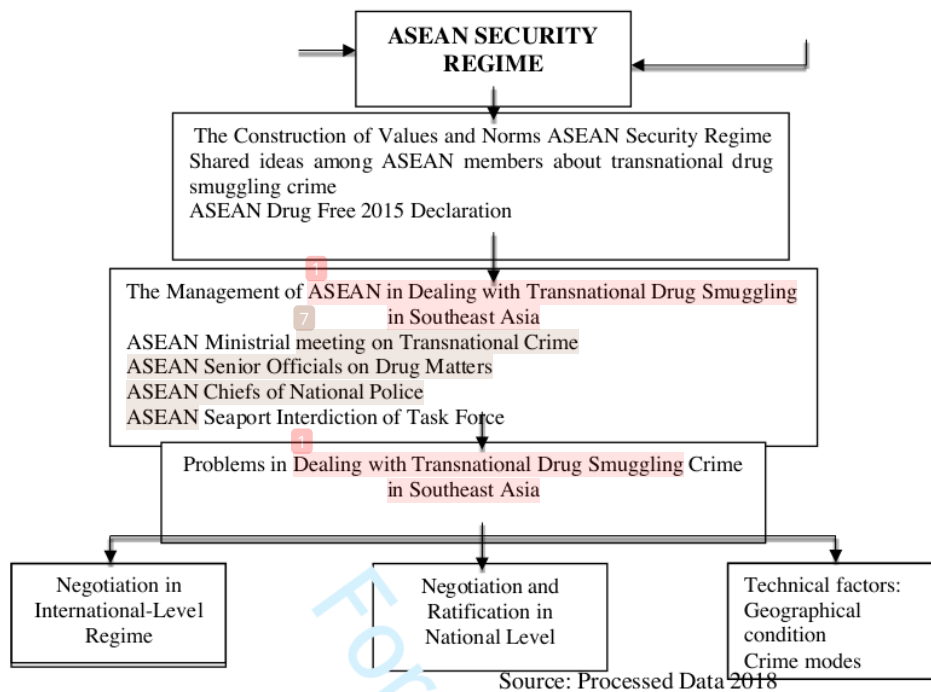 ASEAN SECURITY
REGIME
The Construction of Values and Norms ASEAN Security Regime
Shared ideas among ASEAN members about transnational drug
smuggling crime
ASEAN Drug Free 2015 Declaration
1
The Management of ASEAN in Dealing with Transnational Drug Smuggling
in Southeast Asia
7
ASEAN Ministrial meeting on Transnational Crime
ASEAN Senior Officials on Drug Matters
ASEAN Chiefs of National Police
ASEAN Seaport Interdiction of Task Force
1
Problems in Dealing with Transnational Drug Smuggling Crime
in Southeast Asia
Negotiation in
International-Level
Regime
Negotiation and
Ratification in
National Level
Technical factors:
Geographical
condition
Crime modes
For
Source: Processed Data 2018